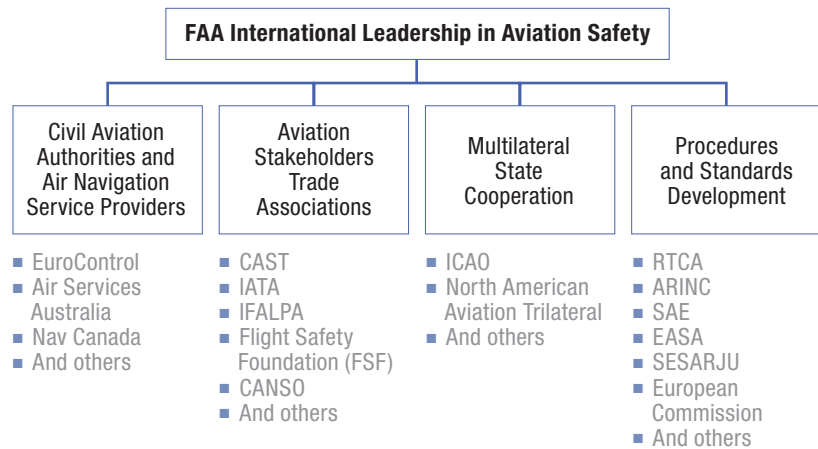 FAA International Leadership in Aviation Safety
Civil Aviation
Authorities and
Air Navigation
Service Providers
EuroControl
Air Services
Australia
Nav Canada
And others
Aviation
Stakeholders
Trade
Associations
CAST
IATA
IFALPA
Flight Safety
Foundation (FSF)
CANSO
And others
Multilateral
State
Cooperation
ICAO
North American
Aviation Trilateral
And others
Procedures
and Standards
Development
RTCA
ARINC
SAE
EASA
SESARJU
European
Commission
And others